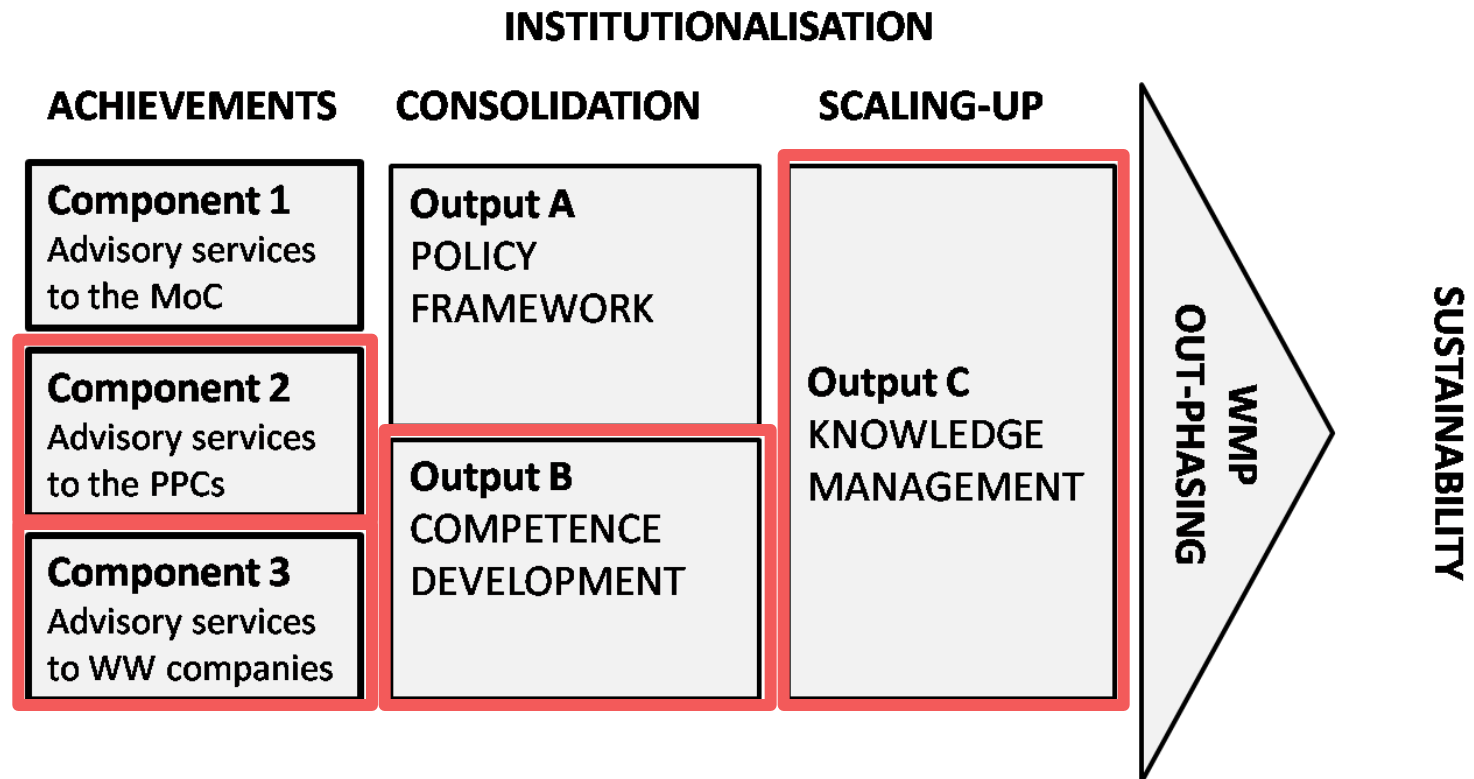 INSTITUTIONALISATION
ACHIEVEMENTS
CONSOLIDATION
SCALING-UP
Component 1
Advisory services
to the MoC
Component 2
Advisory services
to the PPCs
Component 3
Advisory services
to WW companies
Output A
POLICY
FRAMEWORK
Output B
COMPETENCE
DEVELOPMENT
Output C
KNOWLEDGE
MANAGEMENT
WMP
OUT-PHASING
SUSTAINABILITY